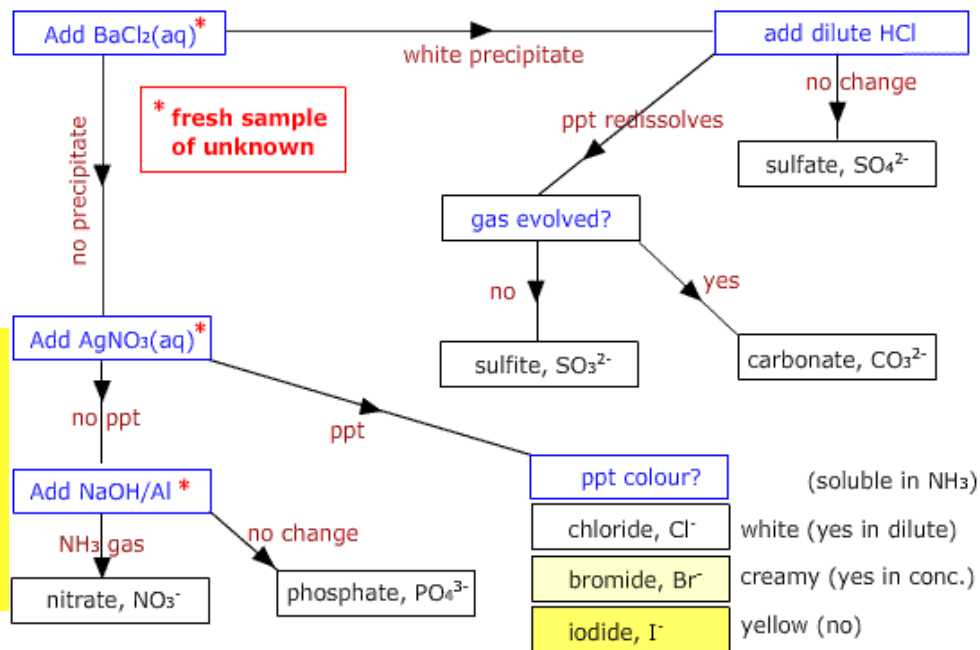 Add BaCl₂(aq)*
white precipitate
add dilute HCl
no change
* fresh sample
of unknown
ppt redissolves
sulfate, SO₄²⁻
no precipitate
gas evolved?
no
yes
Add AgNO₃(aq)*
sulfite, SO₃²⁻
carbonate, CO₃²⁻
no ppt
ppt
Add NaOH/Al *
ppt colour? (soluble in NH₃)
NH₃ gas
no change
chloride, Cl⁻ white (yes in dilute)
nitrate, NO₃⁻
phosphate, PO₄³⁻
bromide, Br⁻ creamy (yes in conc.)
iodide, I⁻ yellow (no)